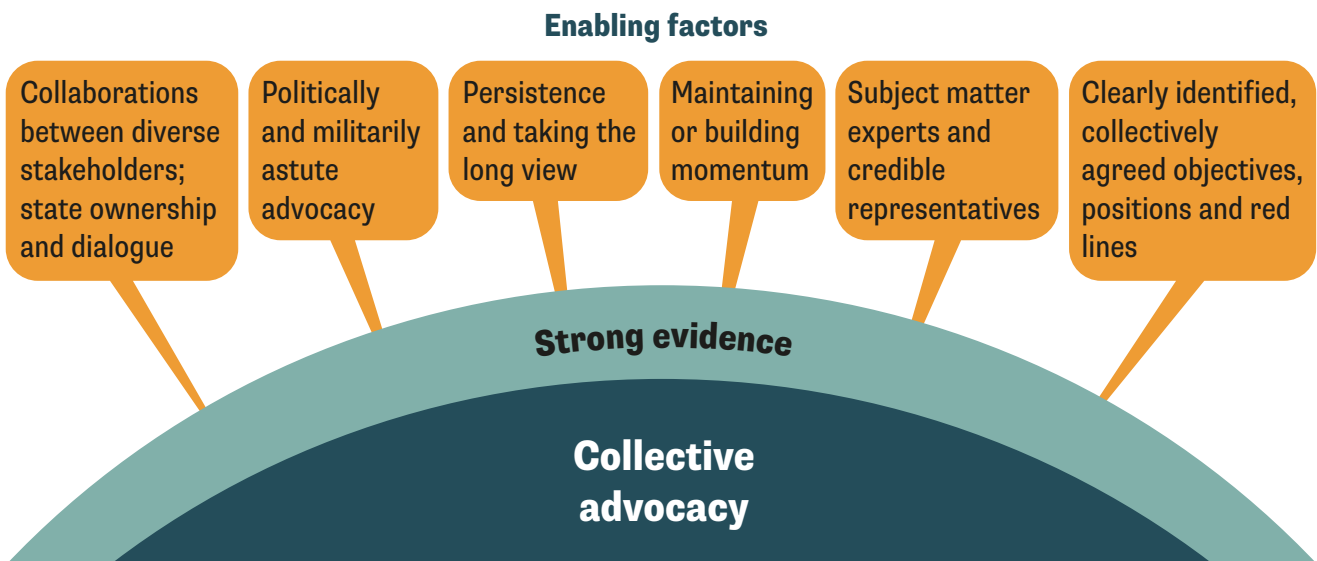 Enabling factors
Collaborations
between diverse
stakeholders;
state ownership
and dialogue
Politically
and militarily
astute
advocacy
Persistence
and taking the
long view
Maintaining
or building
momentum
Subject matter
experts and
credible
representatives
Clearly identified,
collectively
agreed objectives,
positions and red
lines
Strong evidence
Collective
advocacy